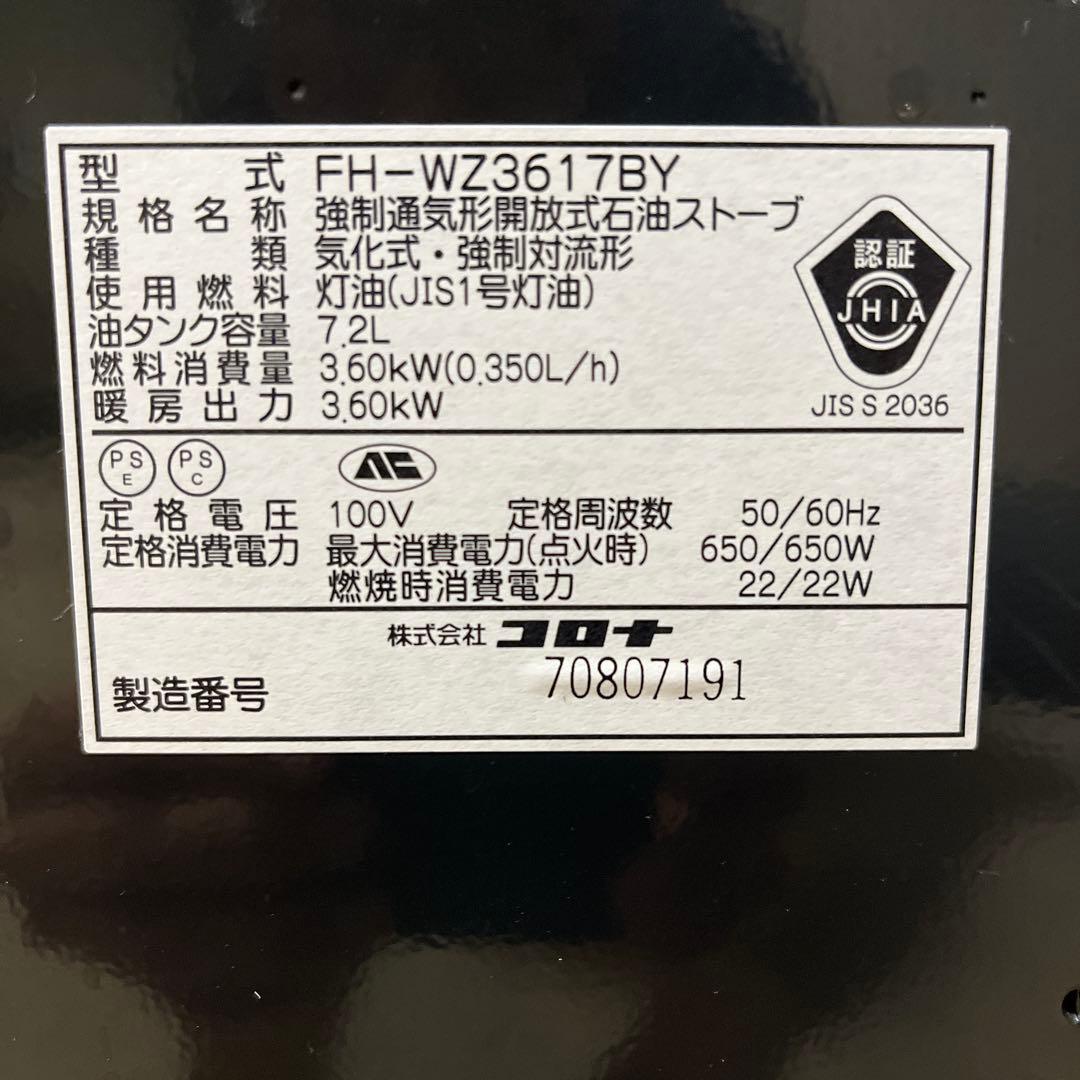 型式 FH-WZ3617BY
規格名称 強制通気形開放式石油ストーブ
種類 気化式・強制対流形
使用燃料 灯油(JIS1号灯油)
油タンク容量 7.2L
燃料消費量 3.60kW(0.350L/h)
暖房出力 3.60kW
認証
JHIA
JIS S 2036
PS E PS C
定格電圧 100V 定格周波数 50/60Hz
定格消費電力 最大消費電力(点火時) 650/650W
燃焼時消費電力 22/22W
株式会社 コロナ
製造番号 70807191